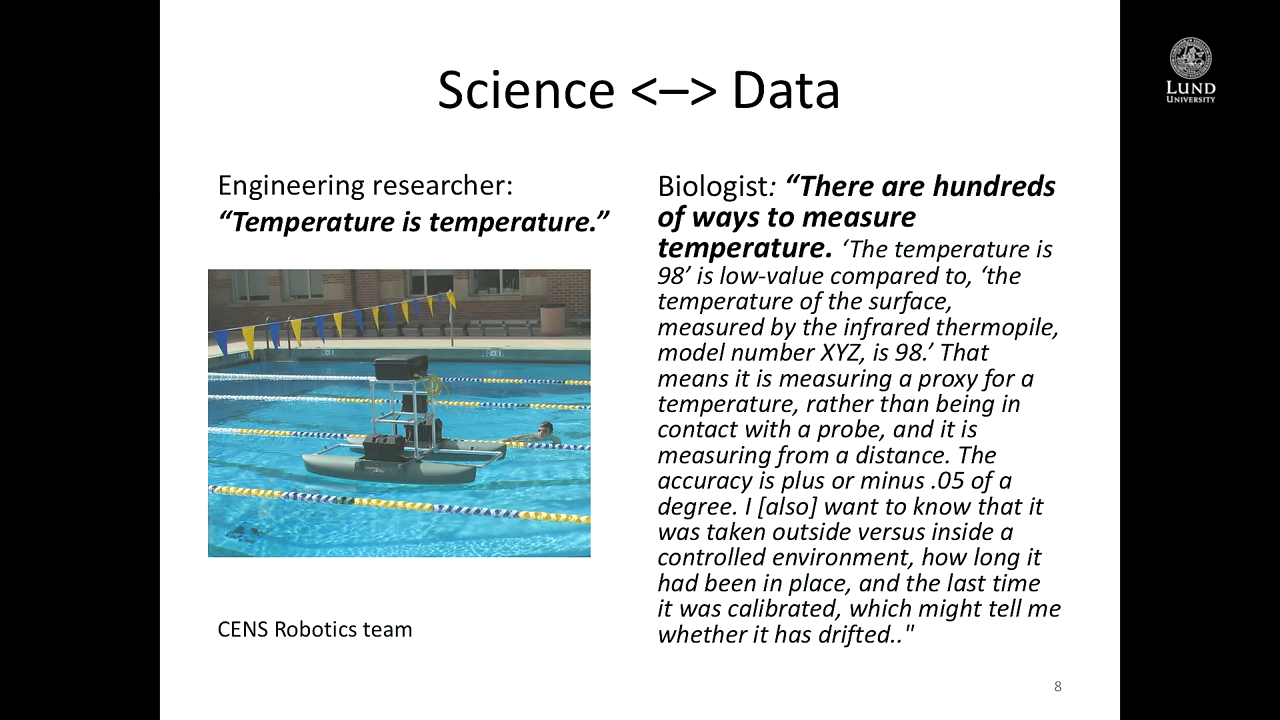 Science <–> Data
LUND
UNIVERSITY
Engineering researcher:
“Temperature is temperature.”
CENS Robotics team
Biologist: “There are hundreds
of ways to measure
temperature. ‘The temperature is
98’ is low-value compared to, ‘the
temperature of the surface,
measured by the infrared thermopile,
model number XYZ, is 98.’ That
means it is measuring a proxy for a
temperature, rather than being in
contact with a probe, and it is
measuring from a distance. The
accuracy is plus or minus .05 of a
degree. I [also] want to know that it
was taken outside versus inside a
controlled environment, how long it
had been in place, and the last time
it was calibrated, which might tell me
whether it has drifted.."
8